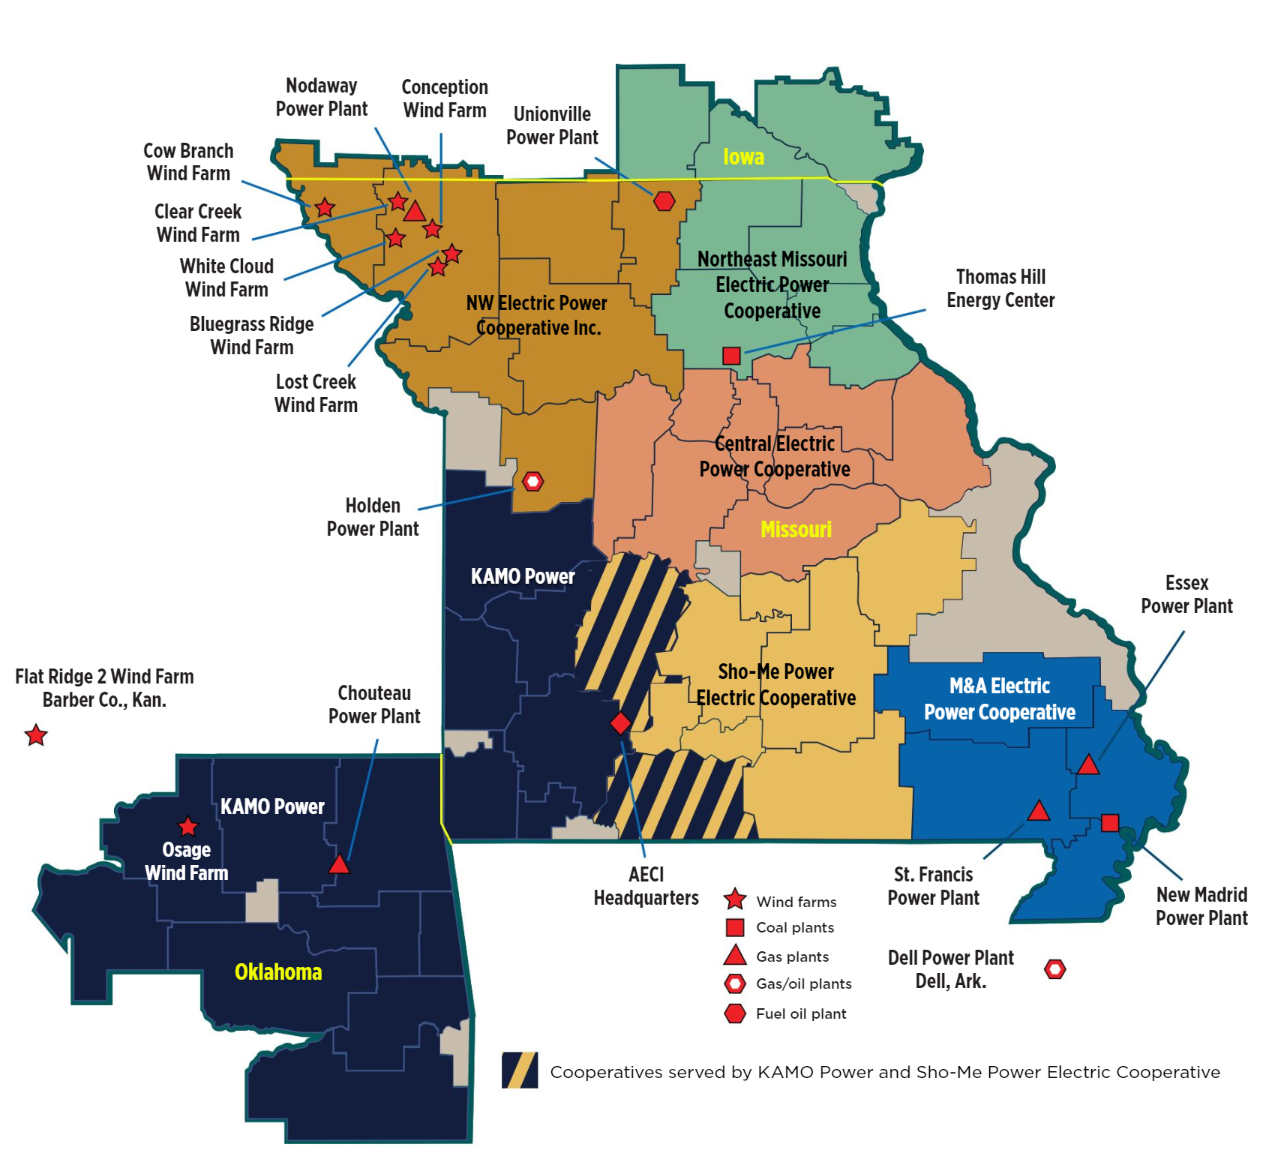 Nodaway
Power Plant
Conception
Wind Farm
Unionville
Power Plant
Cow Branch
Wind Farm
Iowa
Clear Creek
Wind Farm
White Cloud
Wind Farm
Northeast Missouri
Electric Power
Cooperative
Thomas Hill
Energy Center
NW Electric Power
Cooperative Inc.
Bluegrass Ridge
Wind Farm
Lost Creek
Wind Farm
Central Electric
Power Cooperative
Holden
Power Plant
Missouri
KAMO Power
Essex
Power Plant
Flat Ridge 2 Wind Farm
Barber Co., Kan.
Chouteau
Power Plant
Sho-Me Power
Electric Cooperative
M&A Electric
Power Cooperative
KAMO Power
Osage
Wind Farm
AECI
Headquarters
St. Francis
Power Plant
New Madrid
Power Plant
Oklahoma
Wind farms
Coal plants
Gas plants
Gas/oil plants
Fuel oil plant
Dell Power Plant
Dell, Ark.
Cooperatives served by KAMO Power and Sho-Me Power Electric Cooperative